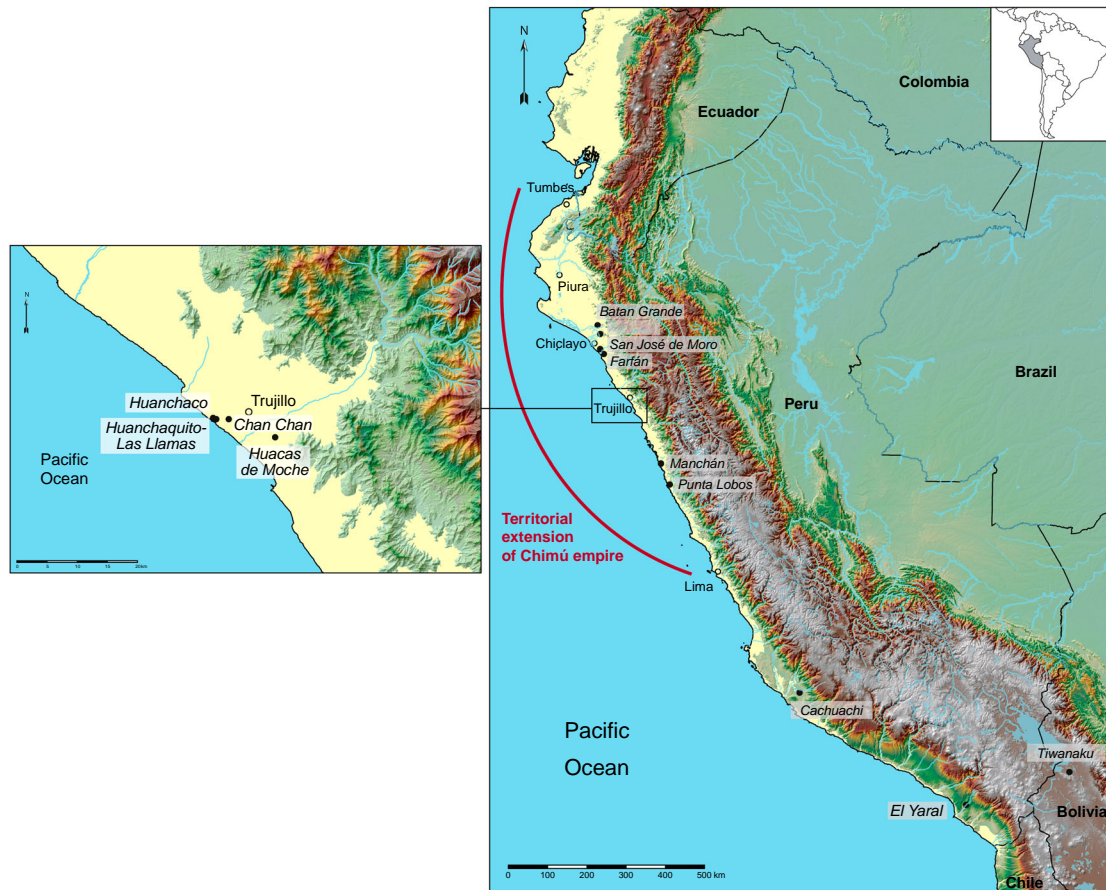 N
Colombia
Ecuador
Tumbes
Piura
Batan Grande
Chiclayo
San José de Moro
Farfán
Brazil
Peru
Trujillo
Manchán
Punta Lobos
Territorial
extension
of Chimú empire
Lima
Cachuachi
Pacific
Ocean
Tiwanaku
El Yaral
Bolivia
Chile
0 100 200 300 400 500 km
N
Huanchaco
Trujillo
Huanchaquito-
Las Llamas
Chan Chan
Huacas
de Moche
Pacific
Ocean
0 5 10 15 20km